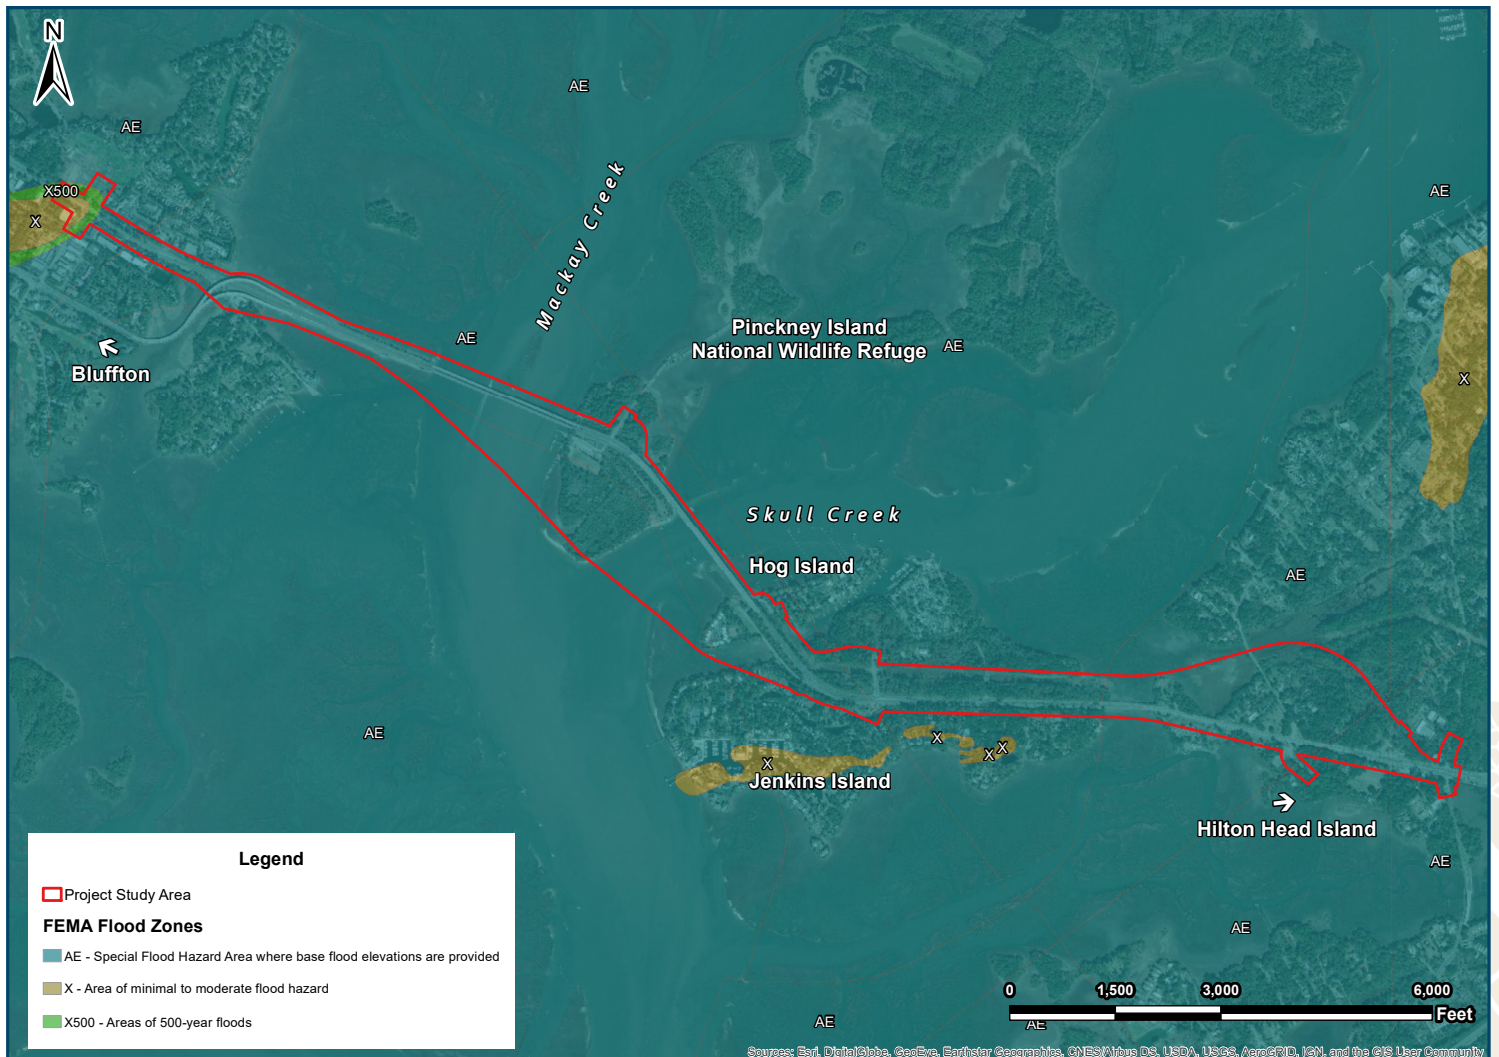 N
AE
AE
X500
X
AE
Mackay Creek
AE
Bluffton
Pinckney Island
National Wildlife Refuge
AE
X
Skull Creek
Hog Island
AE
AE
X
X
X
X
Jenkins Island
Hilton Head Island
AE
AE
AE
AE
Legend
Project Study Area
FEMA Flood Zones
AE - Special Flood Hazard Area where base flood elevations are provided
X - Area of minimal to moderate flood hazard
X500 - Areas of 500-year floods
0 1,500 3,000 6,000
Feet
Sources: Esri, DigitalGlobe, GeoEye, Earthstar Geographics, CNES/Airbus DS, USDA, USGS, AeroGRID, IGN, and the GIS User Community